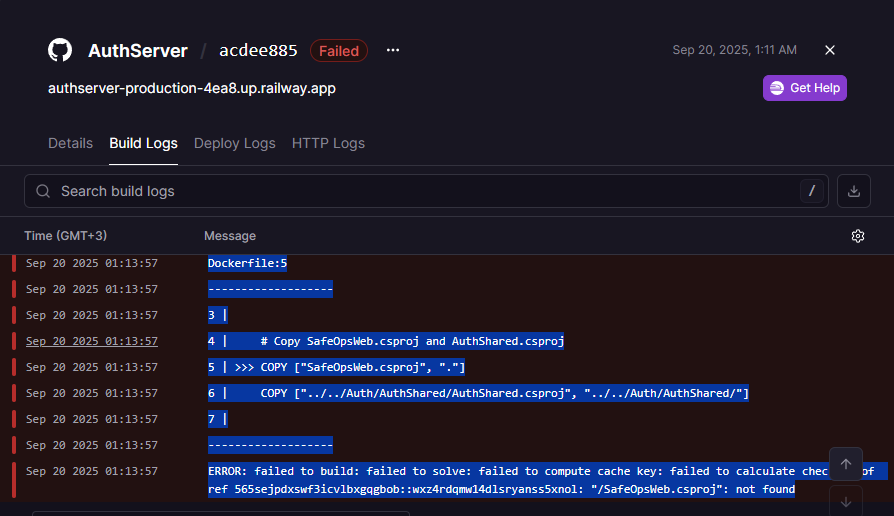 AuthServer / acdee885 Failed ···
Sep 20, 2025, 1:11 AM
authserver-production-4ea8.up.railway.app
Get Help
Details Build Logs Deploy Logs HTTP Logs
Search build logs /
Time (GMT+3) Message
Sep 20 2025 01:13:57 Dockerfile:5
Sep 20 2025 01:13:57 -------------------
Sep 20 2025 01:13:57 3 |
Sep 20 2025 01:13:57 4 | # Copy SafeOpsWeb.csproj and AuthShared.csproj
Sep 20 2025 01:13:57 5 | >>> COPY ["SafeOpsWeb.csproj", "."]
Sep 20 2025 01:13:57 6 | COPY ["../../Auth/AuthShared/AuthShared.csproj", "../../Auth/AuthShared/"]
Sep 20 2025 01:13:57 7 |
Sep 20 2025 01:13:57 -------------------
Sep 20 2025 01:13:57 ERROR: failed to build: failed to solve: failed to compute cache key: failed to calculate of
ref 565sejpdxswf3icvlbxgqgbob::wxz4rdqmw14dlsryanss5xnol: "/SafeOpsWeb.csproj": not found